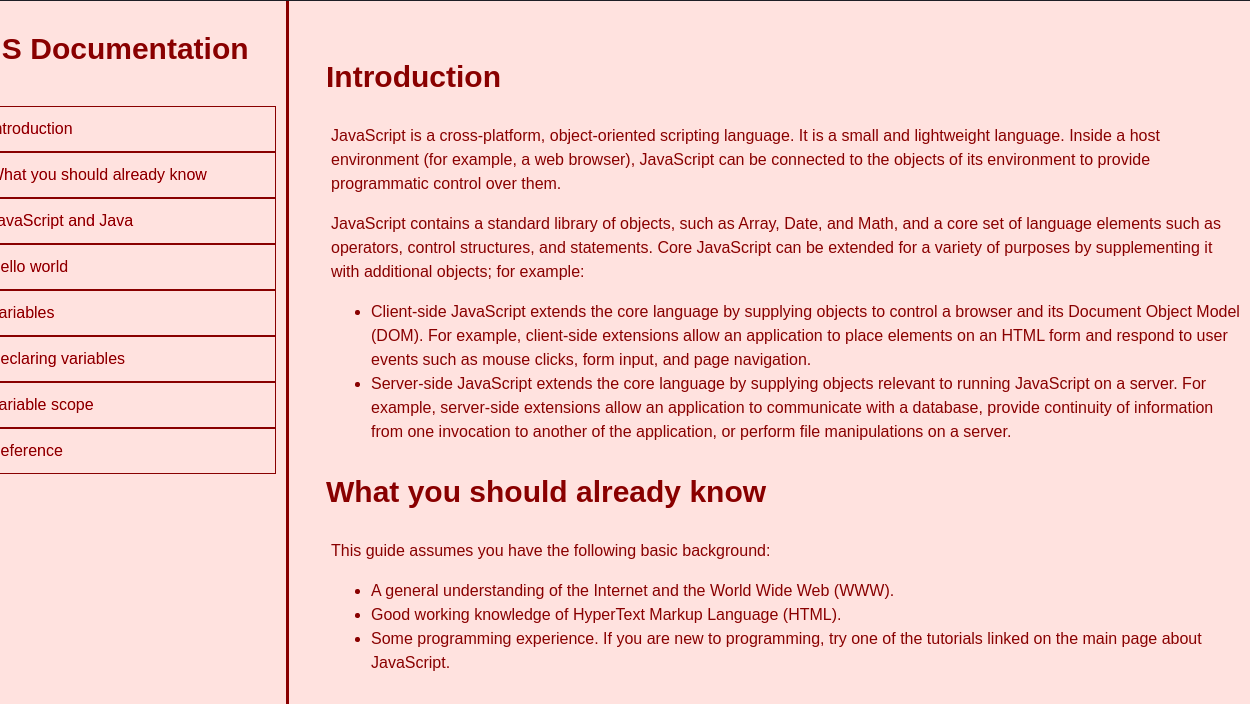 S Documentation
ntroduction
What you should already know
avaScript and Java
ello world
ariables
eclaring variables
ariable scope
eference
Introduction
JavaScript is a cross-platform, object-oriented scripting language. It is a small and lightweight language. Inside a host
environment (for example, a web browser), JavaScript can be connected to the objects of its environment to provide
programmatic control over them.
JavaScript contains a standard library of objects, such as Array, Date, and Math, and a core set of language elements such as
operators, control structures, and statements. Core JavaScript can be extended for a variety of purposes by supplementing it
with additional objects; for example:
• Client-side JavaScript extends the core language by supplying objects to control a browser and its Document Object Model
(DOM). For example, client-side extensions allow an application to place elements on an HTML form and respond to user
events such as mouse clicks, form input, and page navigation.
• Server-side JavaScript extends the core language by supplying objects relevant to running JavaScript on a server. For
example, server-side extensions allow an application to communicate with a database, provide continuity of information
from one invocation to another of the application, or perform file manipulations on a server.
What you should already know
This guide assumes you have the following basic background:
• A general understanding of the Internet and the World Wide Web (WWW).
• Good working knowledge of HyperText Markup Language (HTML).
• Some programming experience. If you are new to programming, try one of the tutorials linked on the main page about
JavaScript.